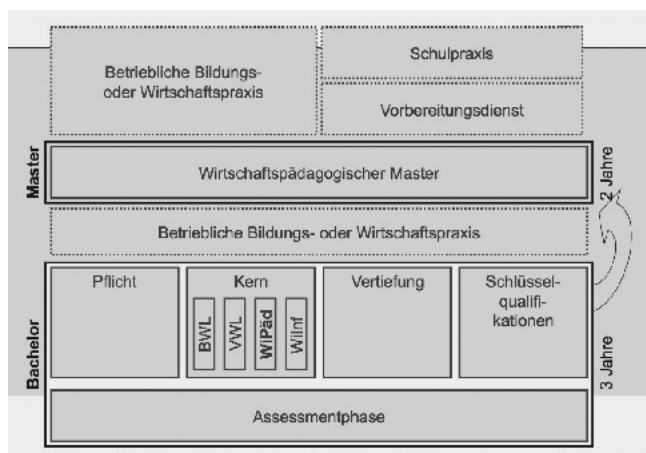 Betriebliche Bildungs-
oder Wirtschaftspraxis
Schulpraxis
Vorbereitungsdienst
Master
Wirtschaftspädagogischer Master
2 Jahre
Betriebliche Bildungs- oder Wirtschaftspraxis
Bachelor
Pflicht
Kern
BWL
VWL
WiPäd
WiInf
Vertiefung
Schlüssel-
qualifi-
kationen
3 Jahre
Assessmentphase